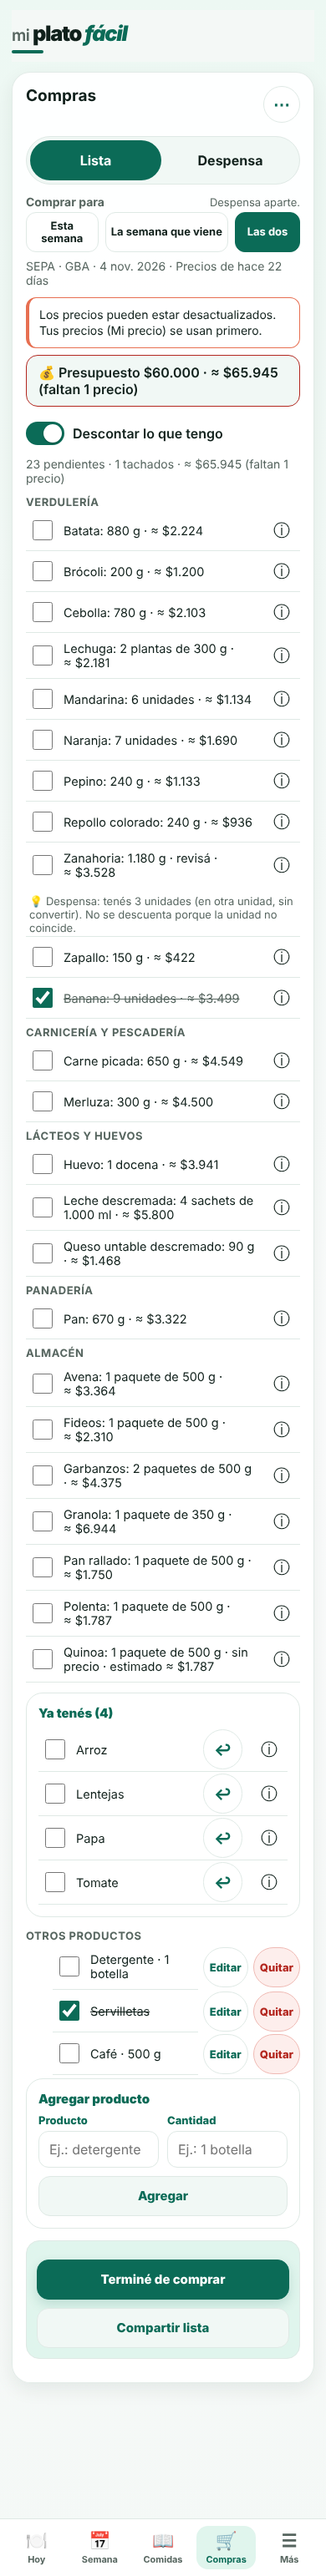 mi plato fácil
Compras
...
Lista
Despensa
Comprar para
Despensa aparte.
Esta
semana
La semana que viene
Las dos
SEPA · GBA · 4 nov. 2026 · Precios de hace 22
días
Los precios pueden estar desactualizados.
Tus precios (Mi precio) se usan primero.
💰 Presupuesto $60.000 · ≈ $65.945
(faltan 1 precio)
Descontar lo que tengo
23 pendientes · 1 tachados · ≈ $65.945 (faltan 1
precio)
VERDULERÍA
Batata: 880 g · ≈ $2.224
Brócoli: 200 g · ≈ $1.200
Cebolla: 780 g · ≈ $2.103
Lechuga: 2 plantas de 300 g ·
≈ $2.181
Mandarina: 6 unidades · ≈ $1.134
Naranja: 7 unidades · ≈ $1.690
Pepino: 240 g · ≈ $1.133
Repollo colorado: 240 g · ≈ $936
Zanahoria: 1.180 g · revisá ·
≈ $3.528
💡 Despensa: tenés 3 unidades (en otra unidad, sin
convertir). No se descuenta porque la unidad no
coincide.
Zapallo: 150 g · ≈ $422
Banana: 9 unidades · ≈ $3.499
CARNICERÍA Y PESCADERÍA
Carne picada: 650 g · ≈ $4.549
Merluza: 300 g · ≈ $4.500
LÁCTEOS Y HUEVOS
Huevo: 1 docena · ≈ $3.941
Leche descremada: 4 sachets de
1.000 ml · ≈ $5.800
Queso untable descremado: 90 g
· ≈ $1.468
PANADERÍA
Pan: 670 g · ≈ $3.322
ALMACÉN
Avena: 1 paquete de 500 g ·
≈ $3.364
Fideos: 1 paquete de 500 g ·
≈ $2.310
Garbanzos: 2 paquetes de 500 g
· ≈ $4.375
Granola: 1 paquete de 350 g ·
≈ $6.944
Pan rallado: 1 paquete de 500 g ·
≈ $1.750
Polenta: 1 paquete de 500 g ·
≈ $1.787
Quinoa: 1 paquete de 500 g · sin
precio · estimado ≈ $1.787
Ya tenés (4)
Arroz
Lentejas
Papa
Tomate
OTROS PRODUCTOS
Detergente · 1
botella
Editar
Quitar
Servilletas
Editar
Quitar
Café · 500 g
Editar
Quitar
Agregar producto
Producto
Cantidad
Ej.: detergente
Ej.: 1 botella
Agregar
Terminé de comprar
Compartir lista
Hoy
Semana
Comidas
Compras
Más